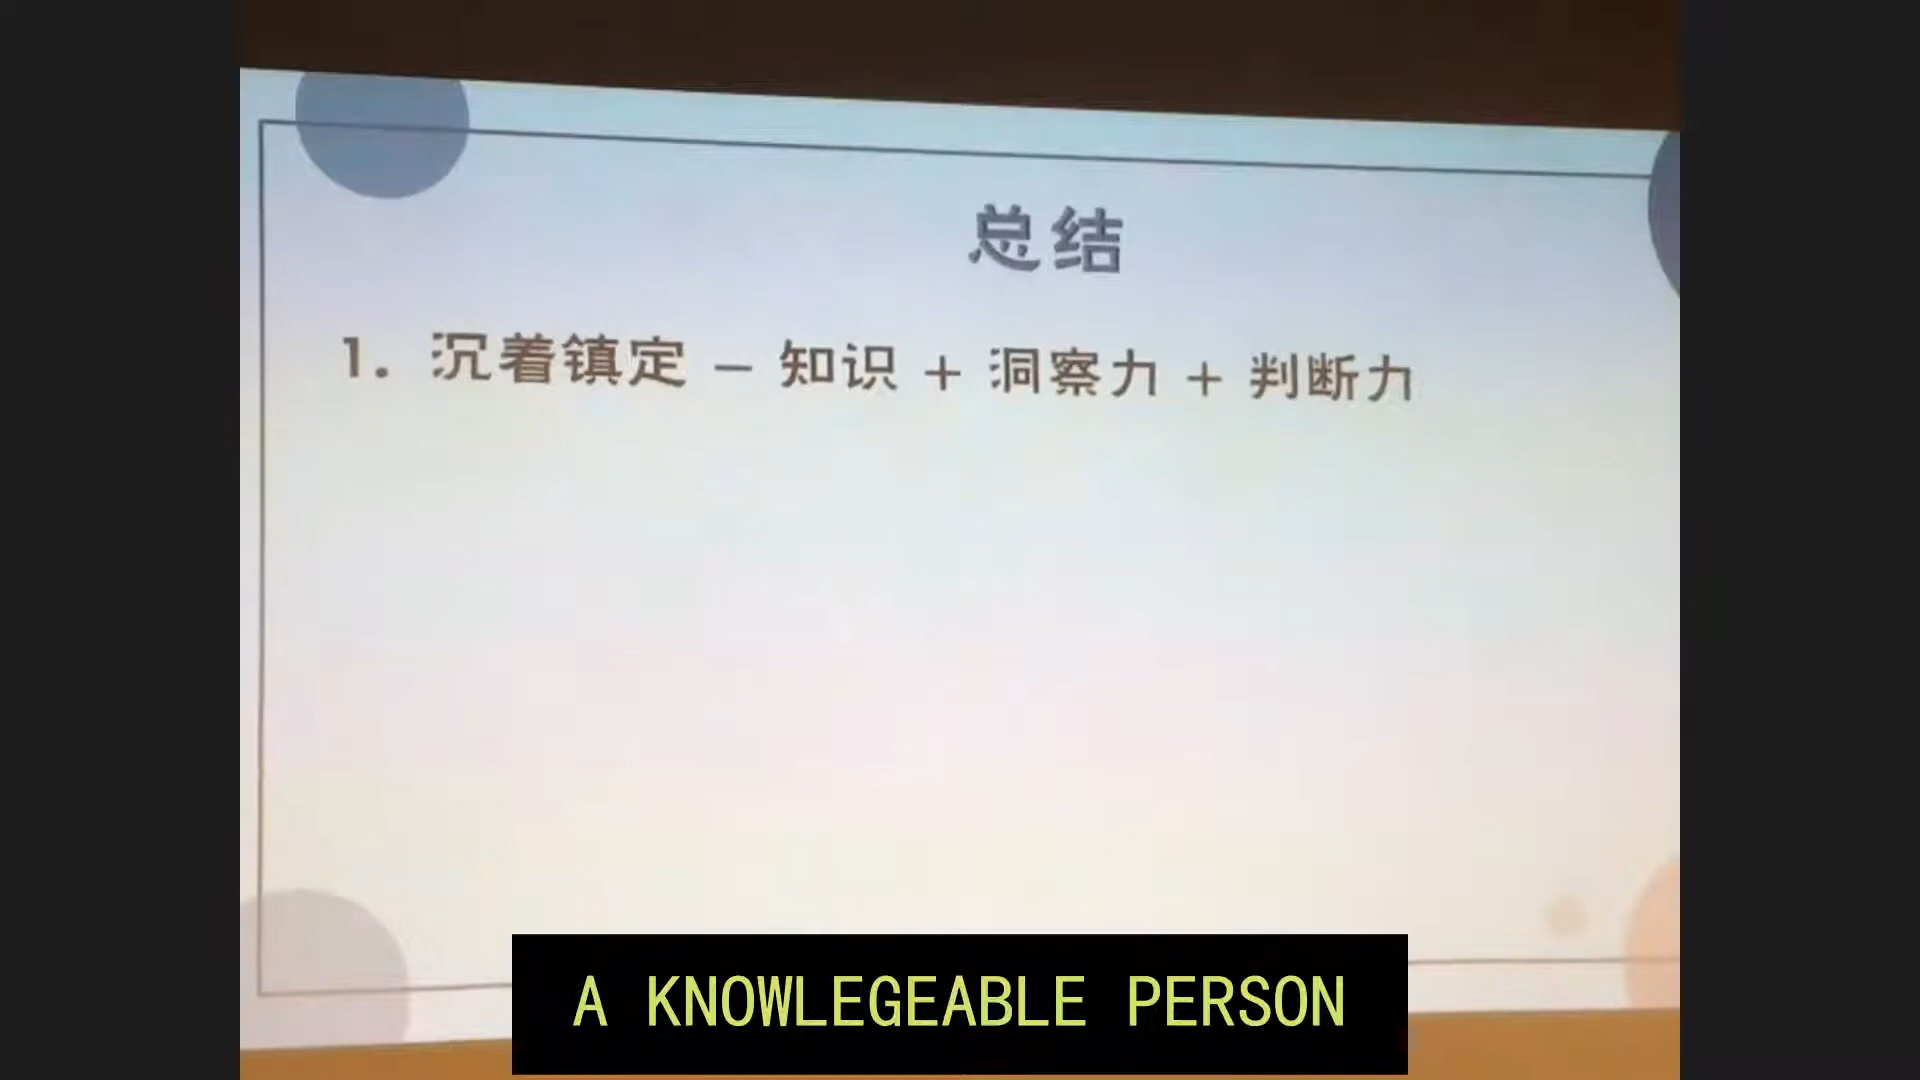 总结
1. 沉着镇定 – 知识 + 洞察力 + 判断力
A KNOWLEGEABLE PERSON